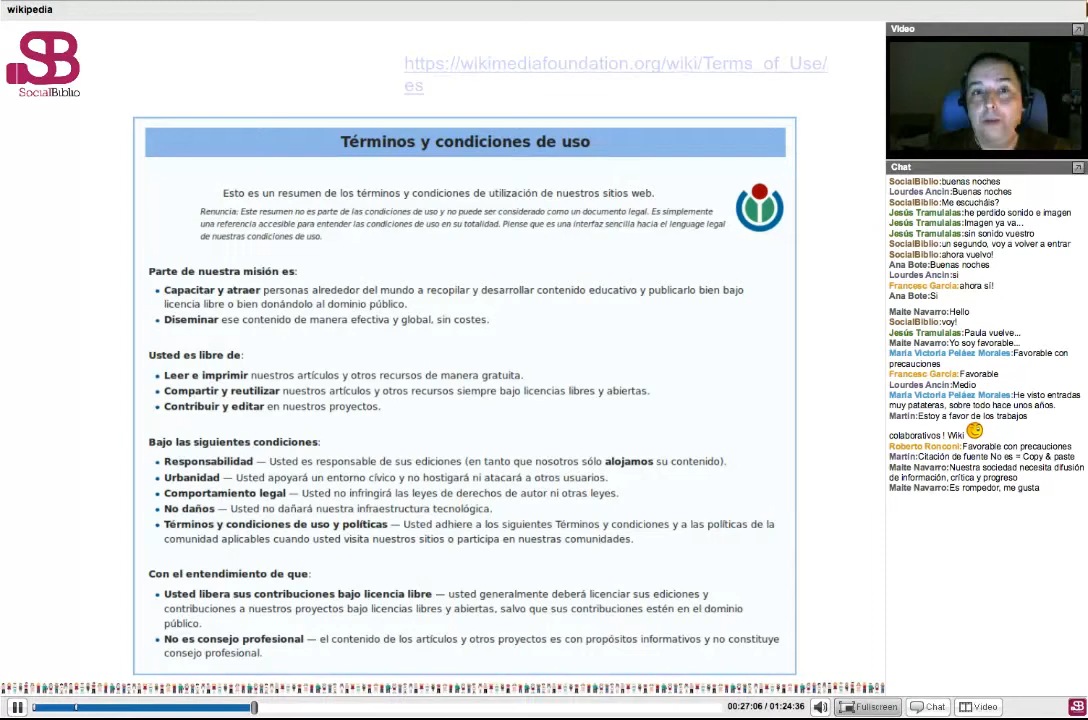 wikipedia
SB
SocialBiblio
https://wikimediafoundation.org/wiki/Terms_of_Use/
es
Términos y condiciones de uso
Esto es un resumen de los términos y condiciones de utilización de nuestros sitios web.
Renuncia: Este resumen no es parte de las condiciones de uso y no puede ser considerado como un documento legal. Es simplemente
una referencia accesible para entender las condiciones de uso en su totalidad. Piense que es una interfaz sencilla hacia el lenguage legal
de nuestras condiciones de uso.
Parte de nuestra misión es:
• Capacitar y atraer personas alrededor del mundo a recopilar y desarrollar contenido educativo y publicarlo bien bajo
licencia libre o bien donándolo al dominio público.
• Diseminar ese contenido de manera efectiva y global, sin costes.
Usted es libre de:
• Leer e imprimir nuestros artículos y otros recursos de manera gratuita.
• Compartir y reutilizar nuestros artículos y otros recursos siempre bajo licencias libres y abiertas.
• Contribuir y editar en nuestros proyectos.
Bajo las siguientes condiciones:
• Responsabilidad — Usted es responsable de sus ediciones (en tanto que nosotros sólo alojamos su contenido).
• Urbanidad — Usted apoyará un entorno cívico y no hostigará ni atacará a otros usuarios.
• Comportamiento legal — Usted no infringirá las leyes de derechos de autor ni otras leyes.
• No daños — Usted no dañará nuestra infraestructura tecnológica.
• Términos y condiciones de uso y políticas — Usted adhiere a los siguientes Términos y condiciones y a las políticas de la
comunidad aplicables cuando usted visita nuestros sitios o participa en nuestras comunidades.
Con el entendimiento de que:
• Usted libera sus contribuciones bajo licencia libre — usted generalmente deberá licenciar sus ediciones y
contribuciones a nuestros proyectos bajo licencias libres y abiertas, salvo que sus contribuciones estén en el dominio
público.
• No es consejo profesional — el contenido de los artículos y otros proyectos es con propósitos informativos y no constituye
consejo profesional.
Video
Chat
SocialBiblio:buenas noches
Lourdes Ancín:Buenas noches
SocialBiblio:Me escucháis?
Jesús Tramulalas:he perdido sonido e imagen
Jesús Tramulalas:Imagen ya va...
Jesús Tramulalas:sin sonido vuestro
SocialBiblio:un segundo, voy a volver a entrar
SocialBiblio:ahora vuelvo!
Ana Bote:Buenas noches
Lourdes Ancín:si
Francesc García:ahora sí!
Ana Bote:Si
Maite Navarro:Hello
SocialBiblio:voy!
Jesús Tramulalas:Paula vuelve...
Maite Navarro:Yo soy favorable...
María Victoria Peláez Morales:Favorable con
precauciones
Francesc García:Favorable
Lourdes Ancín:Medio
María Victoria Peláez Morales:He visto entradas
muy patateras, sobre todo hace unos años.
Martin:Estoy a favor de los trabajos
colaborativos ! Wiki
Roberto Ronconi:Favorable con precauciones
Martin:Citación de fuente No es = Copy & paste
Maite Navarro:Nuestra sociedad necesita difusión
de información, crítica y progreso
Maite Navarro:Es rompedor, me gusta
00:27:06 / 01:24:36
Fullscreen
Chat
Video
SB